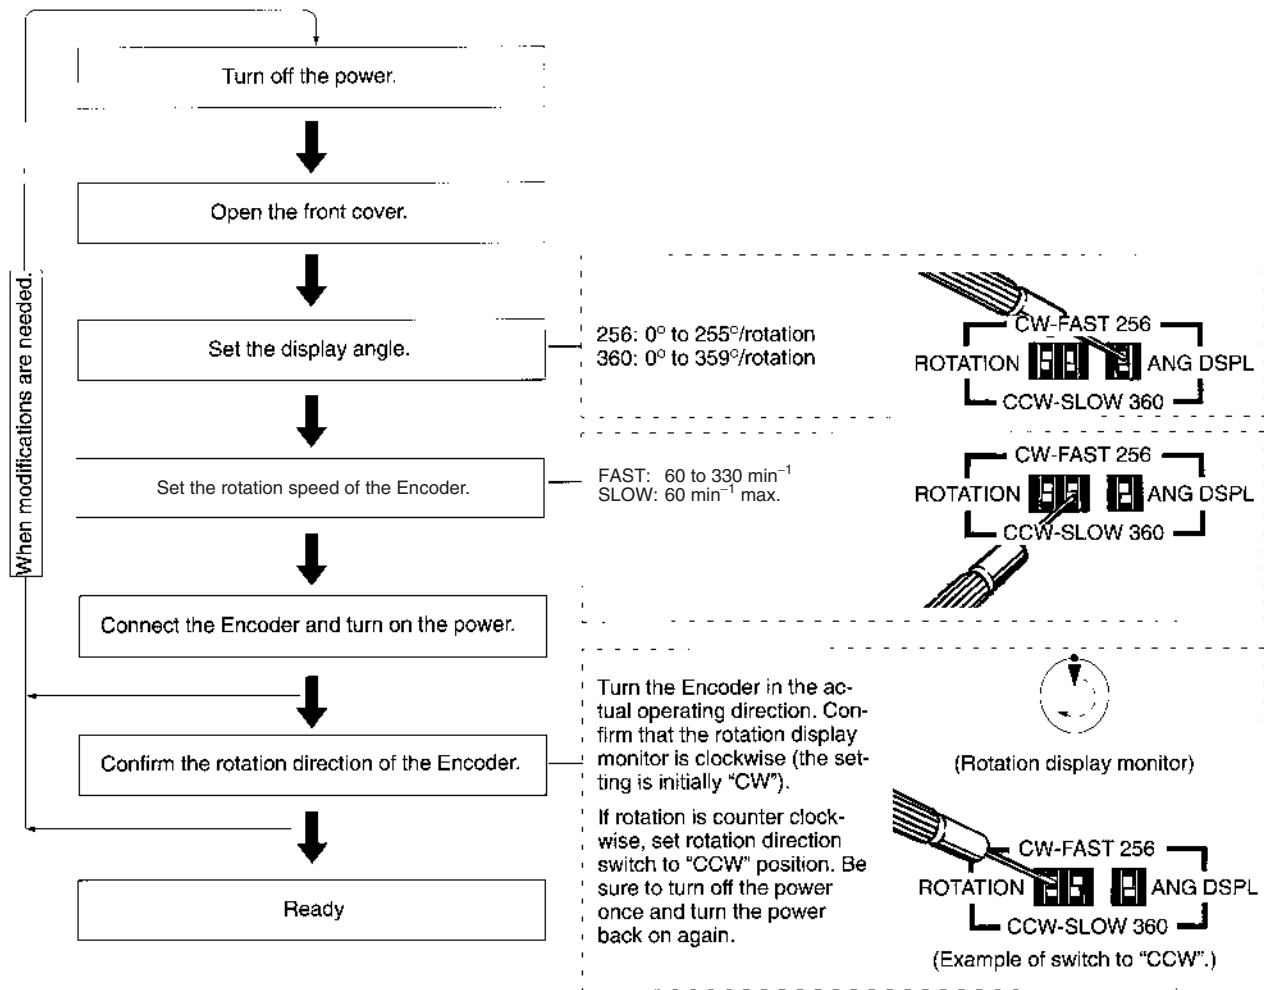 Turn off the power.
Open the front cover.
When modifications are needed.
Set the display angle.
256: 0° to 255°/rotation
360: 0° to 359°/rotation
CW-FAST 256
ROTATION
ANG DSPL
CCW-SLOW 360
Set the rotation speed of the Encoder.
FAST: 60 to 330 min⁻¹
SLOW: 60 min⁻¹ max.
CW-FAST 256
ROTATION
ANG DSPL
CCW-SLOW 360
Connect the Encoder and turn on the power.
Confirm the rotation direction of the Encoder.
Turn the Encoder in the ac-
tual operating direction. Con-
firm that the rotation display
monitor is clockwise (the set-
ting is initially “CW”).
(Rotation display monitor)
If rotation is counter clock-
wise, set rotation direction
switch to “CCW” position. Be
sure to turn off the power
once and turn the power
back on again.
CW-FAST 256
ROTATION
ANG DSPL
CCW-SLOW 360
(Example of switch to “CCW”.)
Ready